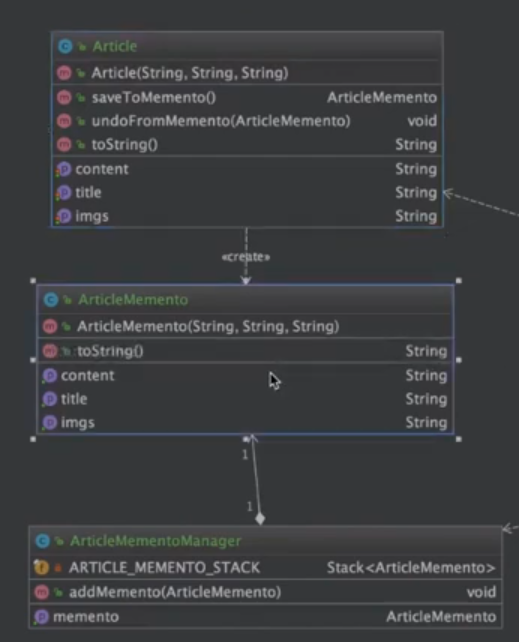 Article
Article(String, String, String)
saveToMemento() ArticleMemento
undoFromMemento(ArticleMemento) void
toString() String
content String
title String
imgs String
«create»
ArticleMemento
ArticleMemento(String, String, String)
toString() String
content String
title String
imgs String
1
1
ArticleMementoManager
ARTICLE_MEMENTO_STACK Stack<ArticleMemento>
addMemento(ArticleMemento) void
memento ArticleMemento